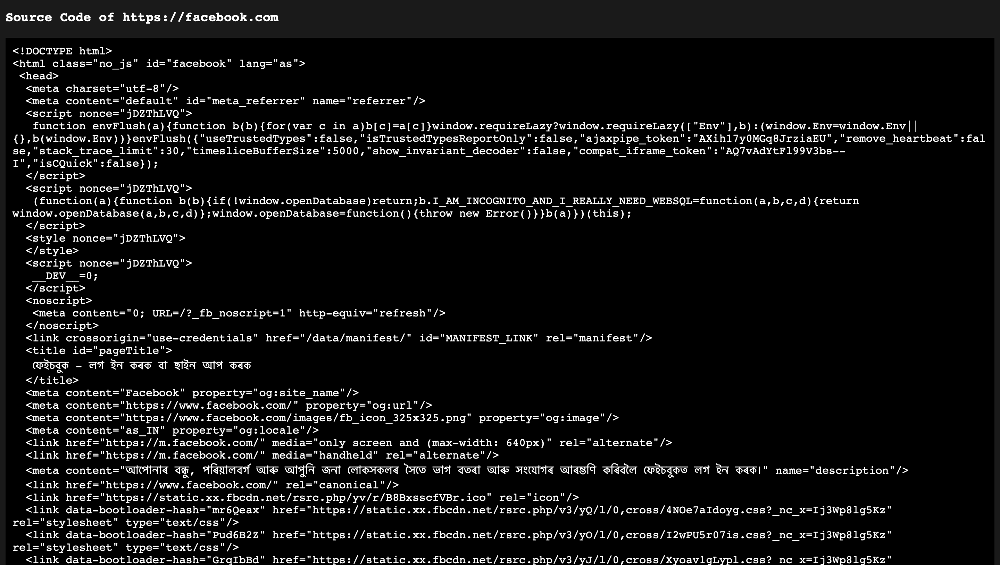 Source Code of https://facebook.com
<!DOCTYPE html>
<html class="no_js" id="facebook" lang="as">
<head>
<meta charset="utf-8"/>
<meta content="default" id="meta_referrer" name="referrer"/>
<script nonce="jDZThLVQ">
function envFlush(a){function b(b){for(var c in a)b[c]=a[c]}window.requireLazy?window.requireLazy(["Env"],b):(window.Env=window.Env||
{},b(window.Env))}envFlush({"useTrustedTypes":false,"isTrustedTypesReportOnly":false,"ajaxpipe_token":"AXih17y0MGq8JrziaEU","remove_heartbeat":fal
se,"stack_trace_limit":30,"timesliceBufferSize":5000,"show_invariant_decoder":false,"compat_iframe_token":"AQ7vAdYtFl99V3bs--
I","isCQuick":false});
</script>
<script nonce="jDZThLVQ">
(function(a){function b(b){if(!window.openDatabase)return;b.I_AM_INCOGNITO_AND_I_REALLY_NEED_WEBSQL=function(a,b,c,d){return
window.openDatabase(a,b,c,d)};window.openDatabase=function(){throw new Error()}}b(a)})(this);
</script>
<style nonce="jDZThLVQ">
</style>
<script nonce="jDZThLVQ">
__DEV__=0;
</script>
<noscript>
<meta content="0; URL=/?_fb_noscript=1" http-equiv="refresh"/>
</noscript>
<link crossorigin="use-credentials" href="/data/manifest/" id="MANIFEST_LINK" rel="manifest"/>
<title id="pageTitle">
ফেইচবুক – লগ ইন কৰক বা ছাইন আপ কৰক
</title>
<meta content="Facebook" property="og:site_name"/>
<meta content="https://www.facebook.com/" property="og:url"/>
<meta content="https://www.facebook.com/images/fb_icon_325x325.png" property="og:image"/>
<meta content="as_IN" property="og:locale"/>
<link href="https://m.facebook.com/" media="only screen and (max-width: 640px)" rel="alternate"/>
<link href="https://m.facebook.com/" media="handheld" rel="alternate"/>
<meta content="আপোনাৰ বন্ধু, পৰিয়ালবৰ্গ আৰু আপুনি জনা লোকসকলৰ সৈতে ভাগ বতৰা আৰু সংযোগৰ আৰম্ভণি কৰিবলৈ ফেইচবুকত লগ ইন কৰক।" name="description"/>
<link href="https://www.facebook.com/" rel="canonical"/>
<link href="https://static.xx.fbcdn.net/rsrc.php/yv/r/B8BxsscfVBr.ico" rel="icon"/>
<link data-bootloader-hash="mr6Qeax" href="https://static.xx.fbcdn.net/rsrc.php/v3/yQ/l/0,cross/4NOe7aIdoyg.css?_nc_x=Ij3Wp8lg5Kz"
rel="stylesheet" type="text/css"/>
<link data-bootloader-hash="Pud6B2Z" href="https://static.xx.fbcdn.net/rsrc.php/v3/yO/l/0,cross/I2wPU5r07is.css?_nc_x=Ij3Wp8lg5Kz"
rel="stylesheet" type="text/css"/>
<link data-bootloader-hash="GrqIbBd" href="https://static.xx.fbcdn.net/rsrc.php/v3/yJ/l/0,cross/Xyoav1gLypl.css?_nc_x=Ij3Wp8lg5Kz"